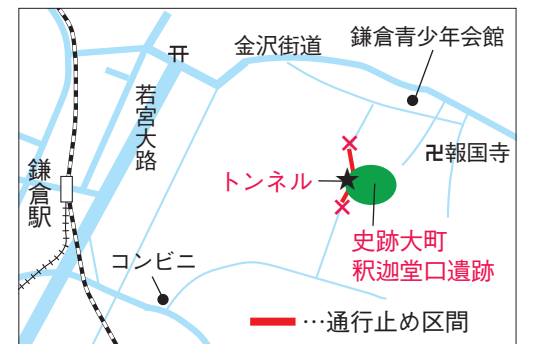 金沢街道
鎌倉青少年会館
若宮大路
卍報国寺
トンネル
鎌倉駅
史跡大町
釈迦堂口遺跡
コンビニ
…通行止め区間